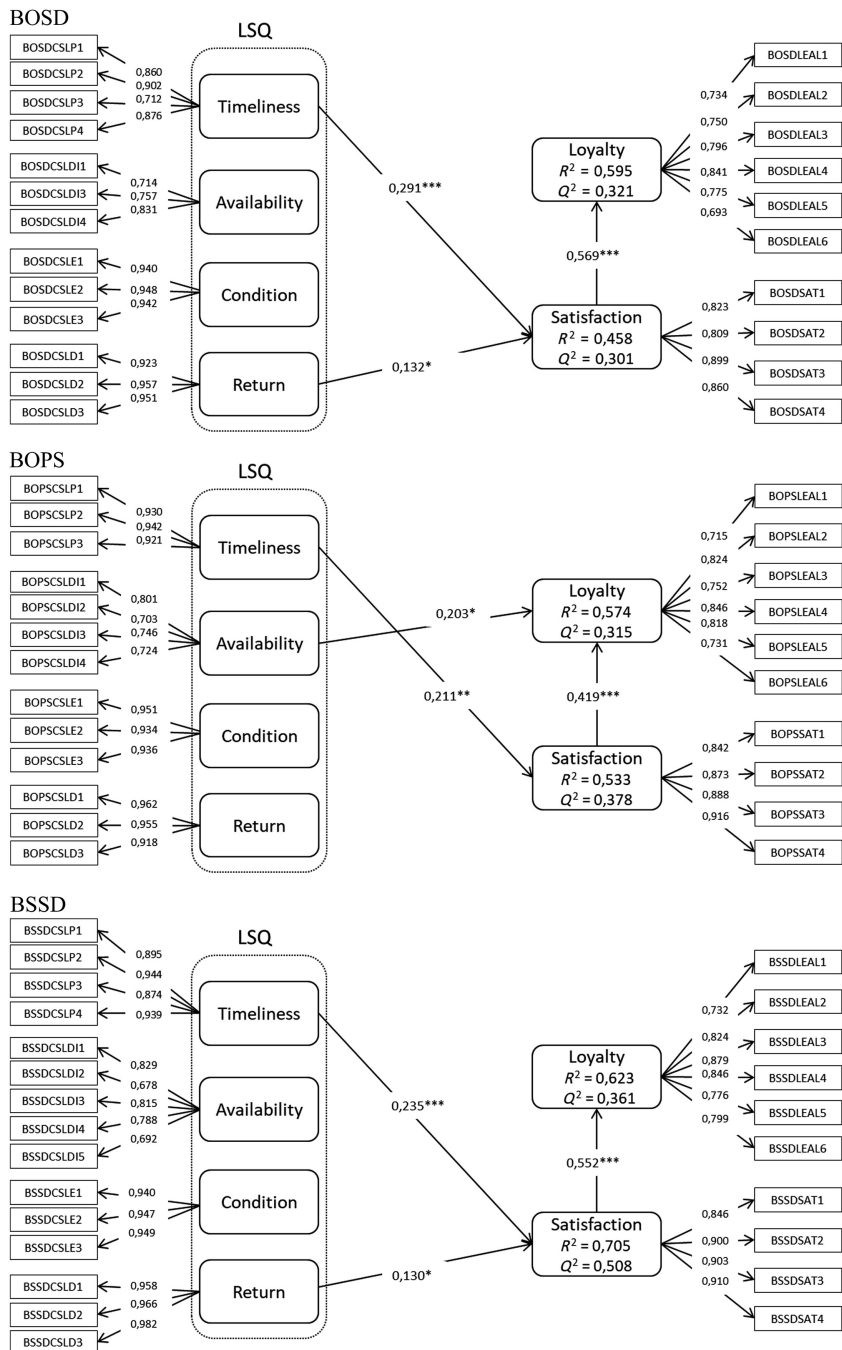 BOSD
LSQ
BOSDCSLP1
BOSDCSLP2
BOSDCSLP3
BOSDCSLP4
0,860
0,902
0,712
0,876
Timeliness
BOSDCSLDI1
BOSDCSLDI3
BOSDCSLDI4
0,714
0,757
0,831
Availability
BOSDCSLE1
BOSDCSLE2
BOSDCSLE3
0,940
0,948
0,942
Condition
BOSDCSLD1
BOSDCSLD2
BOSDCSLD3
0,923
0,957
0,951
Return
0,291***
0,132*
Loyalty
R² = 0,595
Q² = 0,321
0,569***
Satisfaction
R² = 0,458
Q² = 0,301
0,734
0,750
0,796
0,841
0,775
0,693
BOSDLEAL1
BOSDLEAL2
BOSDLEAL3
BOSDLEAL4
BOSDLEAL5
BOSDLEAL6
0,823
0,809
0,899
0,860
BOSDSAT1
BOSDSAT2
BOSDSAT3
BOSDSAT4
BOPS
LSQ
BOPSCSLP1
BOPSCSLP2
BOPSCSLP3
0,930
0,942
0,921
Timeliness
BOPSCSLDI1
BOPSCSLDI2
BOPSCSLDI3
BOPSCSLDI4
0,801
0,703
0,746
0,724
Availability
BOPSCSLE1
BOPSCSLE2
BOPSCSLE3
0,951
0,934
0,936
Condition
BOPSCSLD1
BOPSCSLD2
BOPSCSLD3
0,962
0,955
0,918
Return
0,203*
0,211**
Loyalty
R² = 0,574
Q² = 0,315
0,419***
Satisfaction
R² = 0,533
Q² = 0,378
0,715
0,824
0,752
0,846
0,818
0,731
BOPSLEAL1
BOPSLEAL2
BOPSLEAL3
BOPSLEAL4
BOPSLEAL5
BOPSLEAL6
0,842
0,873
0,888
0,916
BOPSSAT1
BOPSSAT2
BOPSSAT3
BOPSSAT4
BSSD
LSQ
BSSDCSLP1
BSSDCSLP2
BSSDCSLP3
BSSDCSLP4
0,895
0,944
0,874
0,939
Timeliness
BSSDCSLDI1
BSSDCSLDI2
BSSDCSLDI3
BSSDCSLDI4
BSSDCSLDI5
0,829
0,678
0,815
0,788
0,692
Availability
BSSDCSLE1
BSSDCSLE2
BSSDCSLE3
0,940
0,947
0,949
Condition
BSSDCSLD1
BSSDCSLD2
BSSDCSLD3
0,958
0,966
0,982
Return
0,235***
0,130*
Loyalty
R² = 0,623
Q² = 0,361
0,552***
Satisfaction
R² = 0,705
Q² = 0,508
0,732
0,824
0,879
0,846
0,776
0,799
BSSDLEAL1
BSSDLEAL2
BSSDLEAL3
BSSDLEAL4
BSSDLEAL5
BSSDLEAL6
0,846
0,900
0,903
0,910
BSSDSAT1
BSSDSAT2
BSSDSAT3
BSSDSAT4